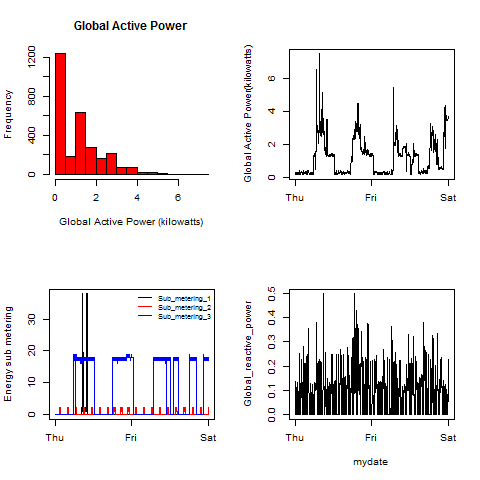 Global Active Power
Frequency
0 400 800 1200
0 2 4 6
Global Active Power (kilowatts)
Global Active Power(kilowatts)
0 2 4 6
Thu Fri Sat
Energy sub metering
0 10 20 30
Sub_metering_1
Sub_metering_2
Sub_metering_3
Thu Fri Sat
Global_reactive_power
0.0 0.1 0.2 0.3 0.4 0.5
Thu Fri Sat
mydate